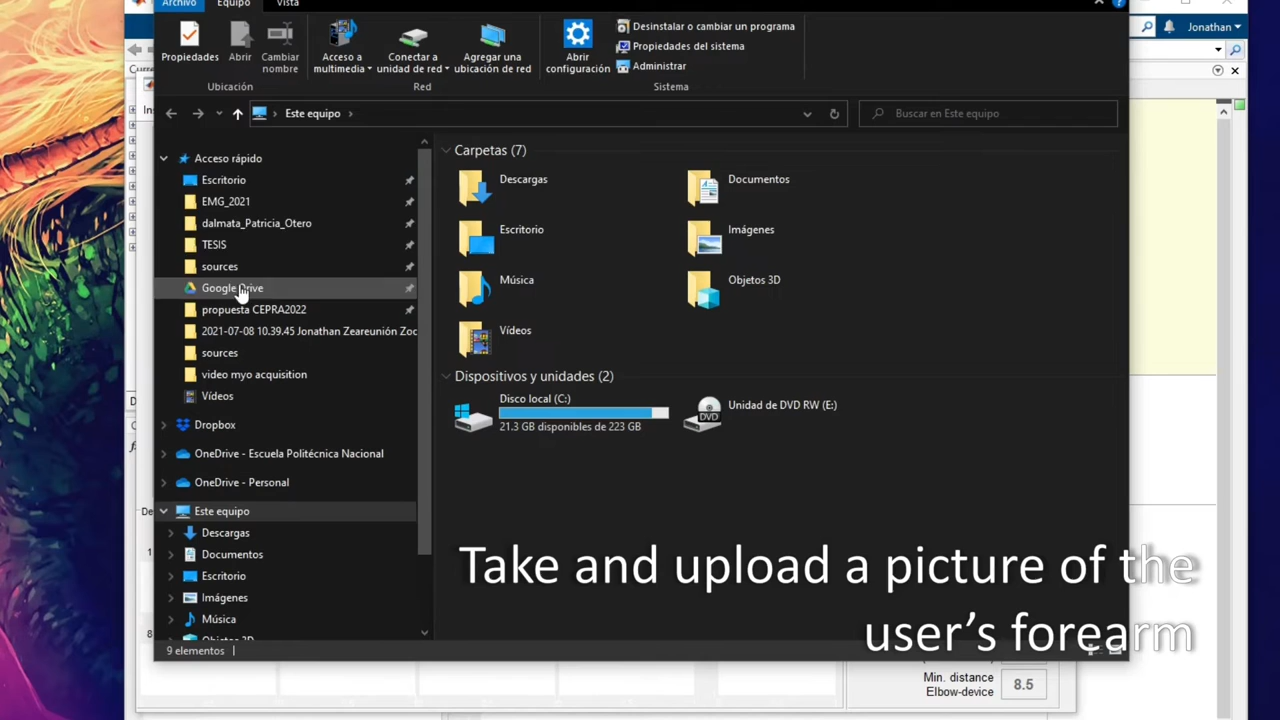 Archivo Equipo Vista
Jonathan
Propiedades
Abrir
Cambiar
nombre
Acceso a
multimedia
Conectar a
unidad de red
Agregar una
ubicación de red
Abrir
configuración
Desinstalar o cambiar un programa
Propiedades del sistema
Administrar
Ubicación
Red
Sistema
Este equipo
Buscar en Este equipo
Acceso rápido
Escritorio
EMG_2021
dalmata_Patricia_Otero
TESIS
sources
Google Drive
propuesta CEPRA2022
2021-07-08 10.39.45 Jonathan Zeareunión Zoc
sources
video myo acquisition
Vídeos
Dropbox
OneDrive - Escuela Politécnica Nacional
OneDrive - Personal
Este equipo
Descargas
Documentos
Escritorio
Imágenes
Música
Objetos 3D
9 elementos
Carpetas (7)
Descargas
Documentos
Escritorio
Imágenes
Música
Objetos 3D
Vídeos
Dispositivos y unidades (2)
Disco local (C:)
21.3 GB disponibles de 223 GB
DVD
Unidad de DVD RW (E:)
Take and upload a picture of the
user's forearm
Min. distance
Elbow-device
8.5